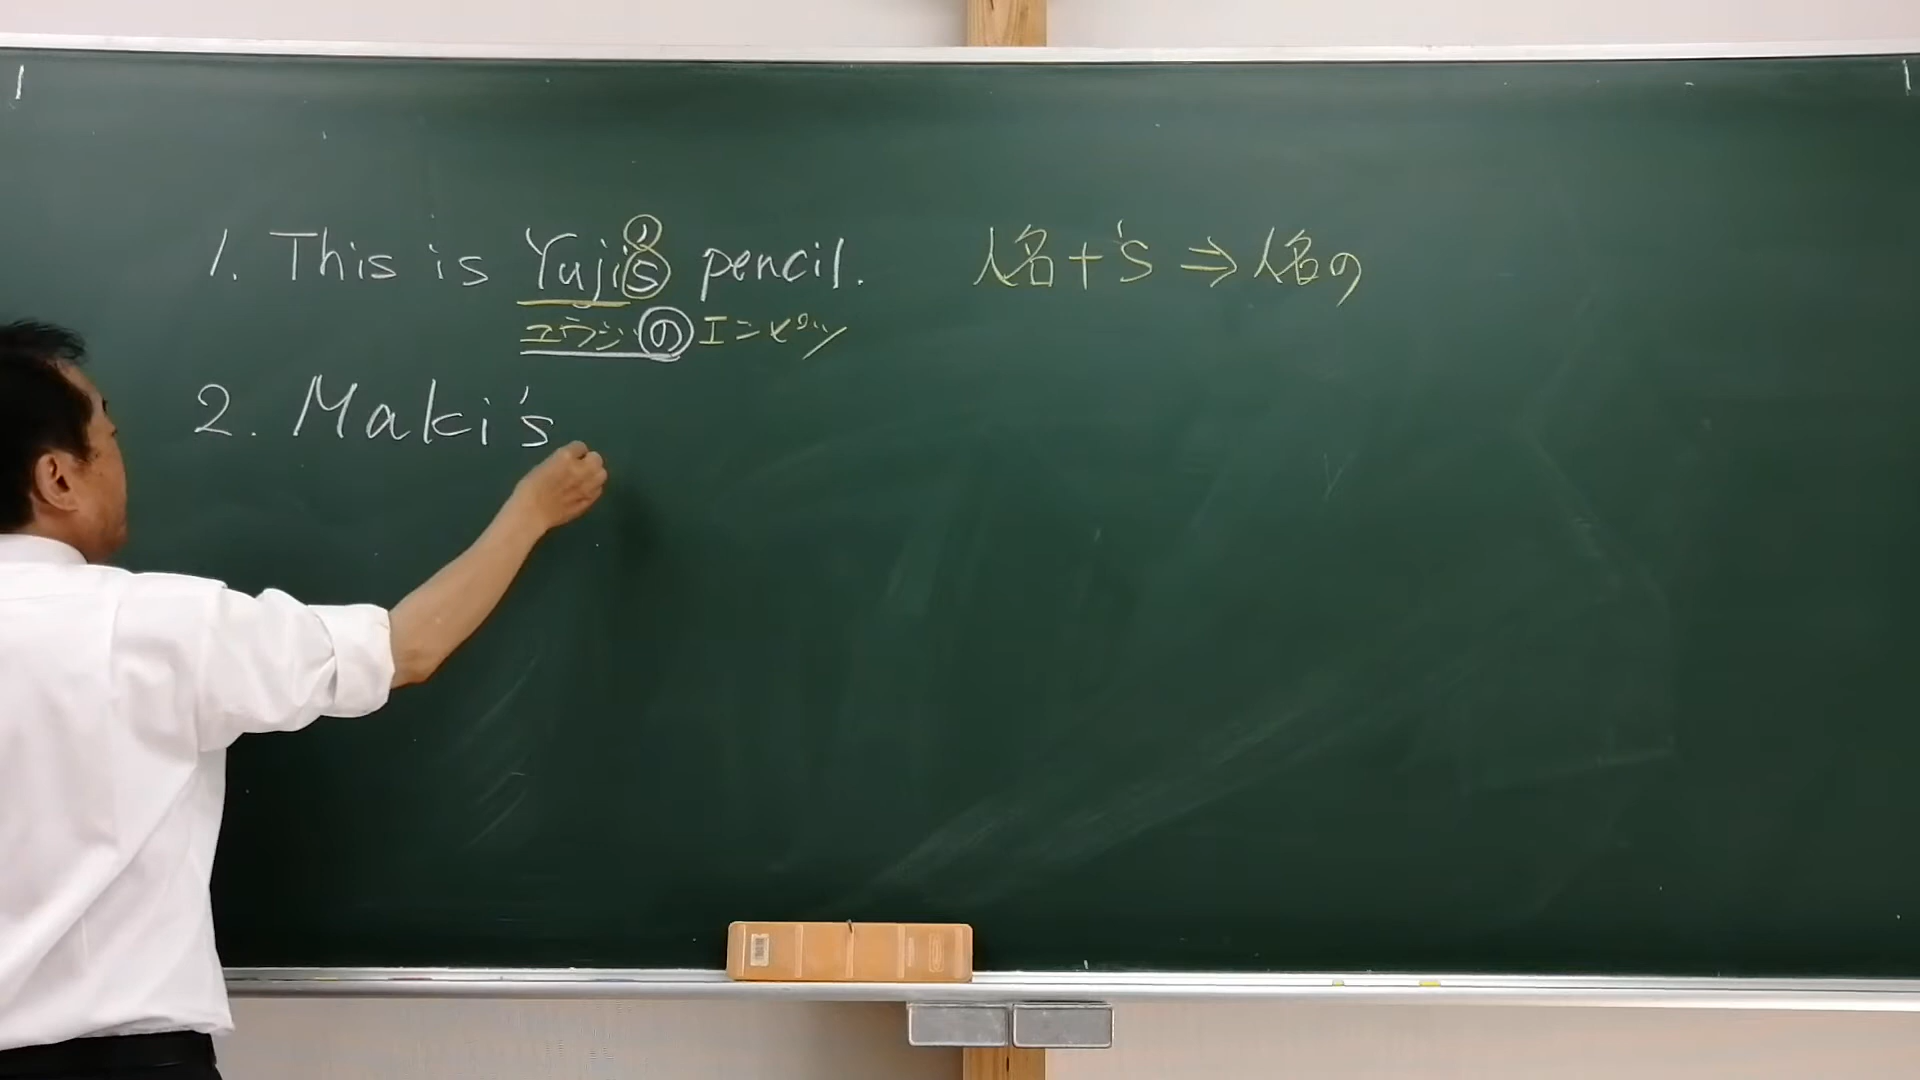 1. This is Yuji's pencil. 人名+'s ⇒ 人名の
ユウジの エンピツ
2. Maki's